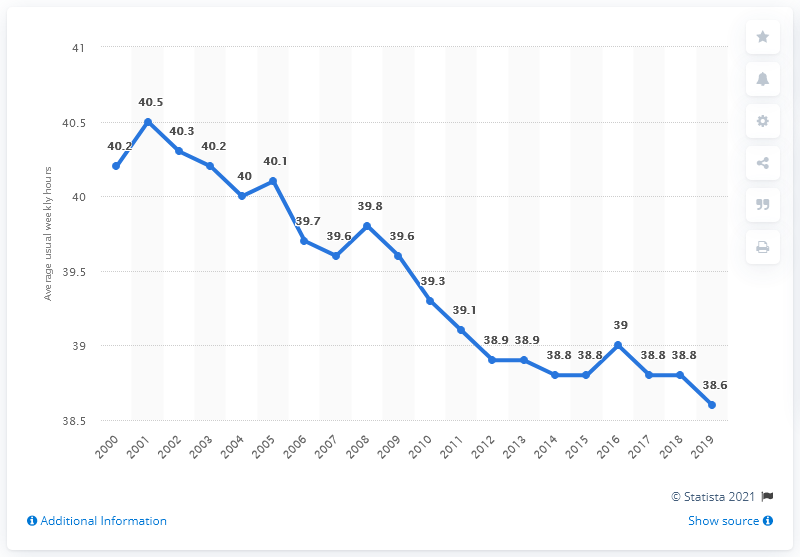 41
40.5
40
39.5
39
38.5
Average usual weekly hours
40.2 40.5 40.3 40.2 40 40.1 39.7 39.6 39.8 39.6 39.3 39.1 38.9 38.9 38.8 38.8 39 38.8 38.8 38.6
2000 2001 2002 2003 2004 2005 2006 2007 2008 2009 2010 2011 2012 2013 2014 2015 2016 2017 2018 2019
© Statista 2021
Additional Information
Show source